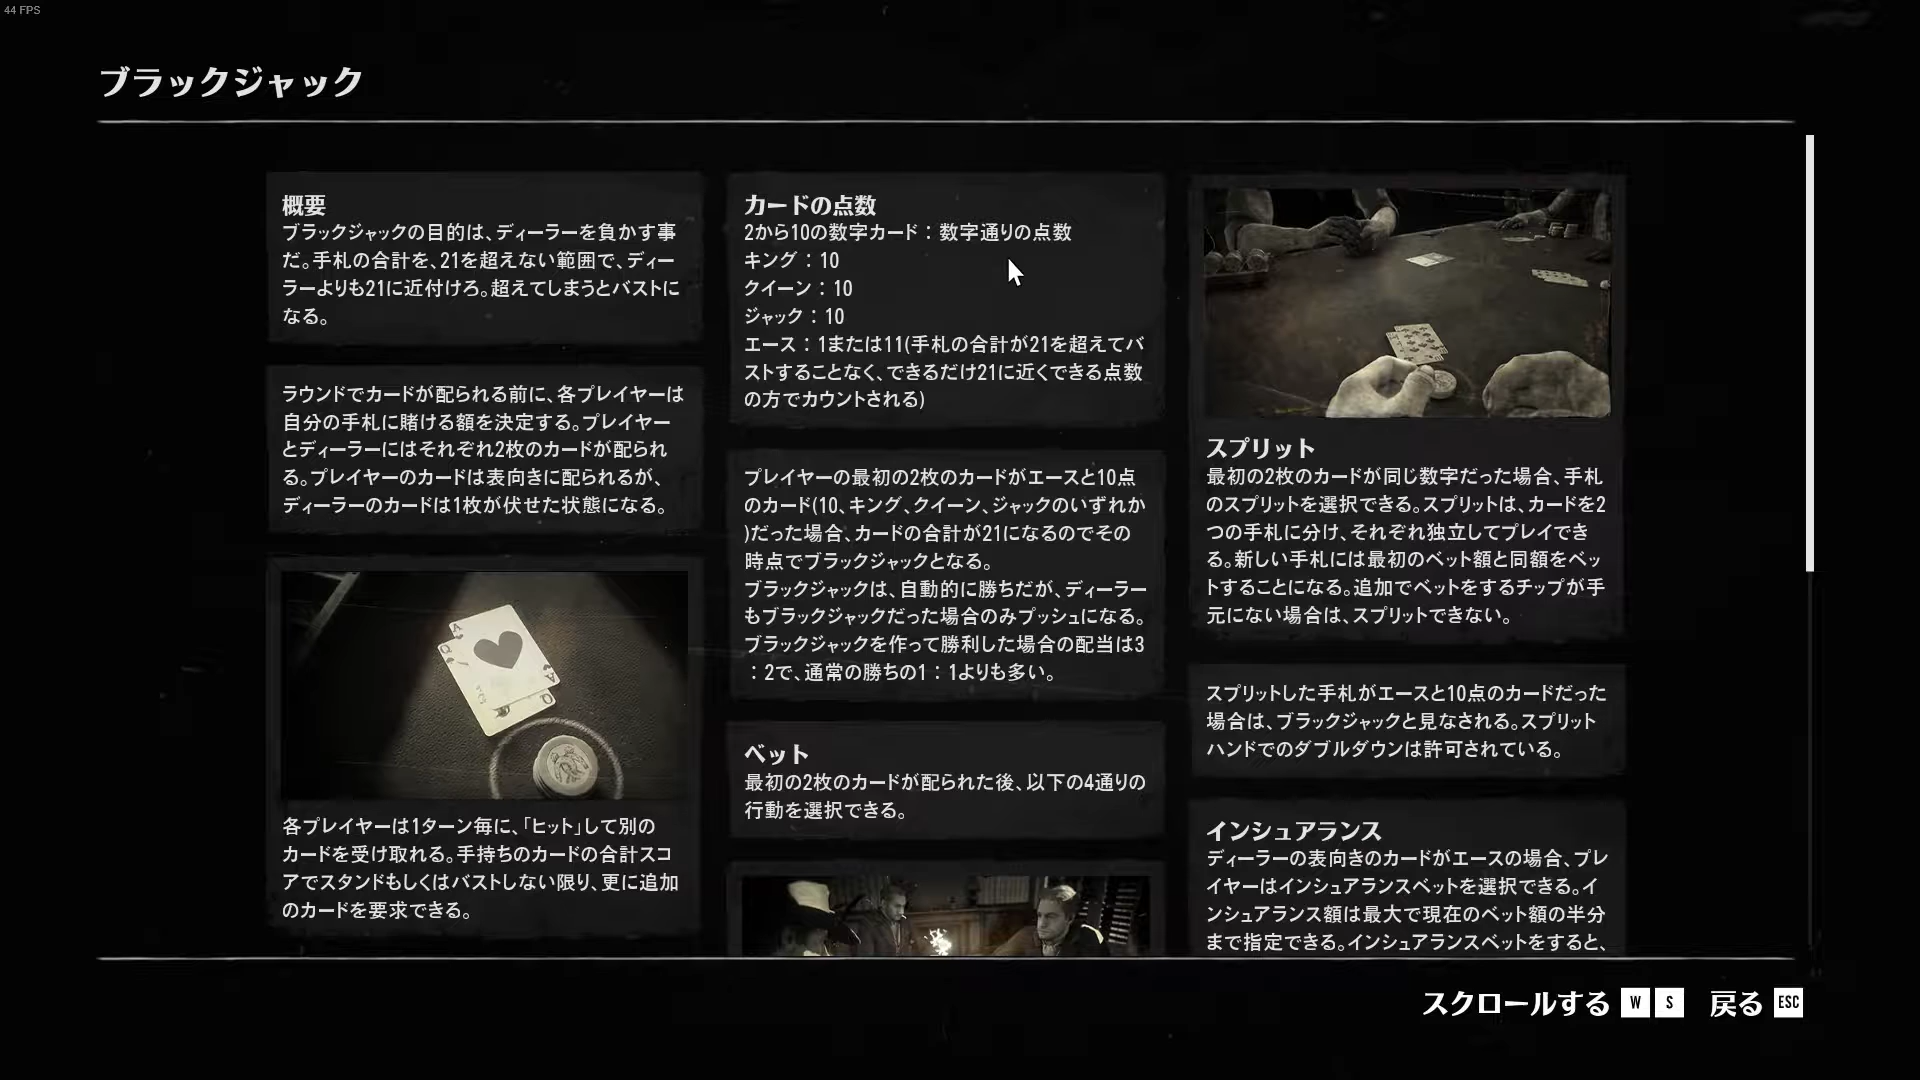 44 FPS
ブラックジャック
概要
ブラックジャックの目的は、ディーラーを負かす事
だ。手札の合計を、21を超えない範囲で、ディー
ラーよりも21に近付けろ。超えてしまうとバストに
なる。
ラウンドでカードが配られる前に、各プレイヤーは
自分の手札に賭ける額を決定する。プレイヤー
とディーラーにはそれぞれ2枚のカードが配られ
る。プレイヤーのカードは表向きに配られるが、
ディーラーのカードは1枚が伏せた状態になる。
各プレイヤーは1ターン毎に、「ヒット」して別の
カードを受け取れる。手持ちのカードの合計スコ
アでスタンドもしくはバストしない限り、更に追加
のカードを要求できる。
カードの点数
2から10の数字カード：数字通りの点数
キング：10
クイーン：10
ジャック：10
エース：1または11(手札の合計が21を超えてバ
ストすることなく、できるだけ21に近くできる点数
の方でカウントされる)
プレイヤーの最初の2枚のカードがエースと10点
のカード(10、キング、クイーン、ジャックのいずれか
)だった場合、カードの合計が21になるのでその
時点でブラックジャックとなる。
ブラックジャックは、自動的に勝ちだが、ディーラー
もブラックジャックだった場合のみプッシュになる。
ブラックジャックを作って勝利した場合の配当は3
：2で、通常の勝ちの1：1よりも多い。
ベット
最初の2枚のカードが配られた後、以下の4通りの
行動を選択できる。
スプリット
最初の2枚のカードが同じ数字だった場合、手札
のスプリットを選択できる。スプリットは、カードを2
つの手札に分け、それぞれ独立してプレイでき
る。新しい手札には最初のベット額と同額をベッ
トすることになる。追加でベットをするチップが手
元にない場合は、スプリットできない。
スプリットした手札がエースと10点のカードだった
場合は、ブラックジャックと見なされる。スプリット
ハンドでのダブルダウンは許可されている。
インシュアランス
ディーラーの表向きのカードがエースの場合、プレ
イヤーはインシュアランスベットを選択できる。イ
ンシュアランス額は最大で現在のベット額の半分
まで指定できる。インシュアランスベットをすると、
スクロールする W S 戻る ESC